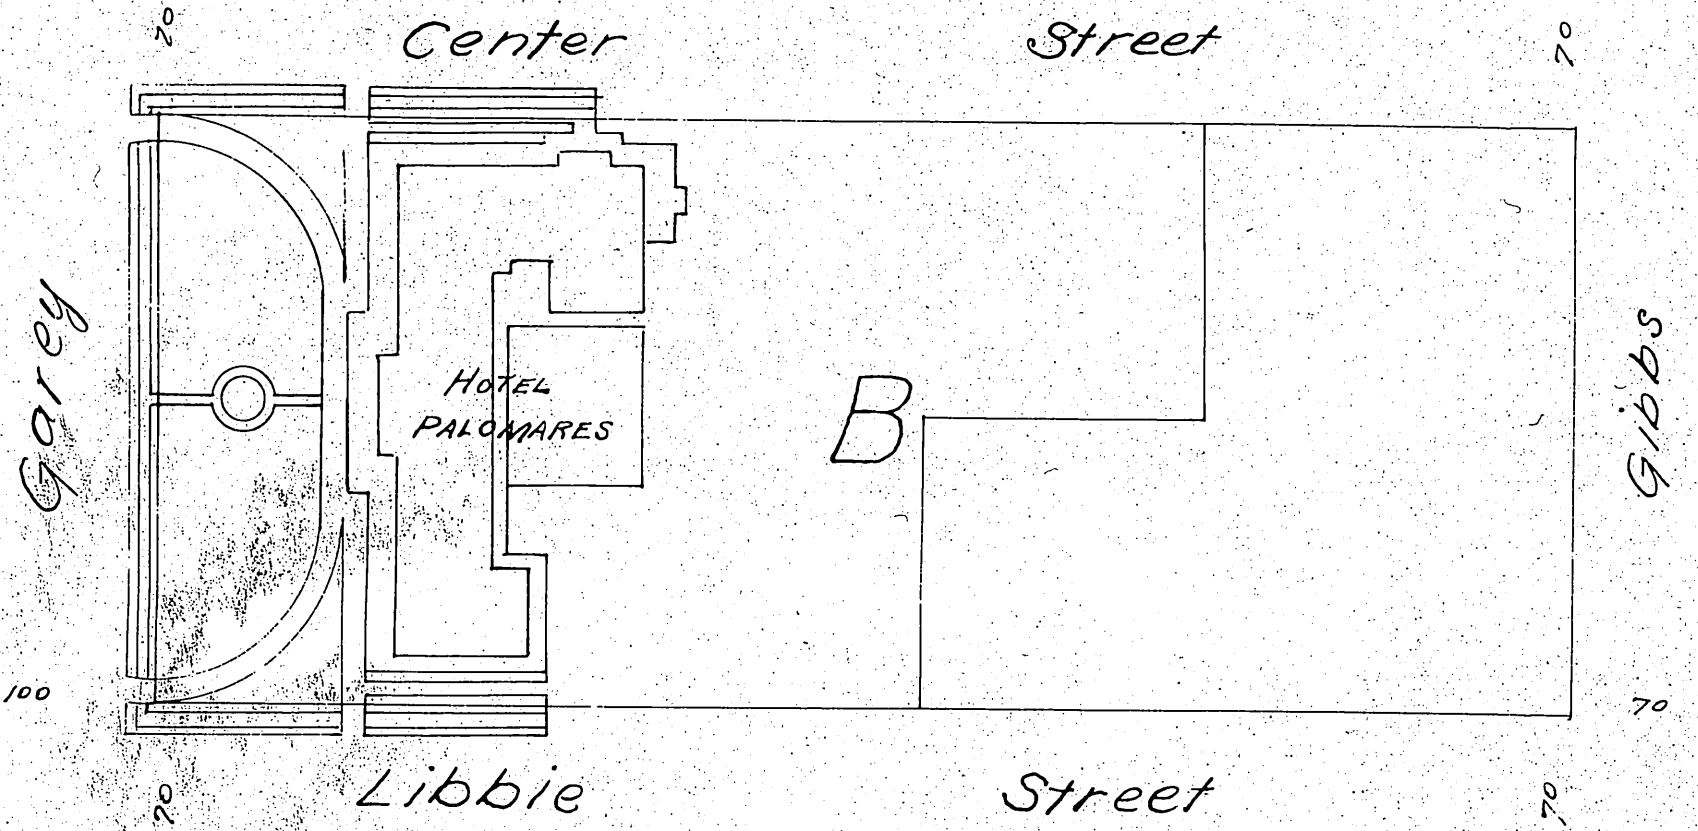 70
70
Center Street
Garey
HOTEL
PALOMARES
B
Gibbs
100
70
Libbie Street
70
70